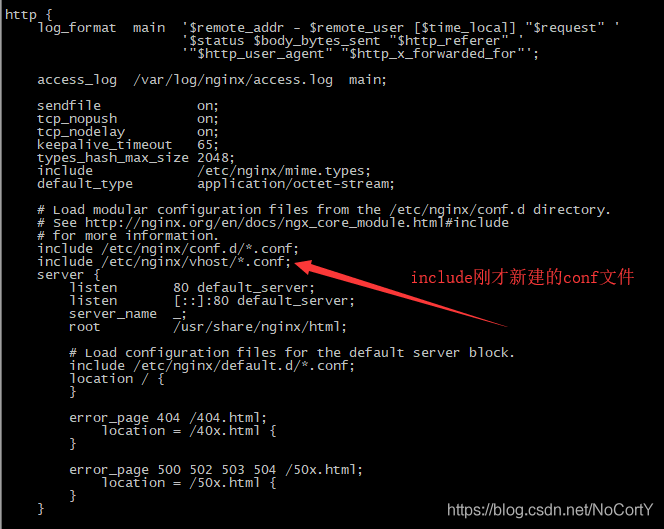 http {
    log_format  main  '$remote_addr - $remote_user [$time_local] "$request" '
                      '$status $body_bytes_sent "$http_referer" '
                      '"$http_user_agent" "$http_x_forwarded_for"';
    access_log  /var/log/nginx/access.log  main;
    sendfile            on;
    tcp_nopush          on;
    tcp_nodelay         on;
    keepalive_timeout   65;
    types_hash_max_size 2048;
    include             /etc/nginx/mime.types;
    default_type        application/octet-stream;
    # Load modular configuration files from the /etc/nginx/conf.d directory.
    # See http://nginx.org/en/docs/ngx_core_module.html#include
    # for more information.
    include /etc/nginx/conf.d/*.conf;
    include /etc/nginx/vhost/*.conf;
    server {
include刚才新建的conf文件
        listen       80 default_server;
        listen       [::]:80 default_server;
        server_name  _;
        root         /usr/share/nginx/html;
        # Load configuration files for the default server block.
        include /etc/nginx/default.d/*.conf;
        location / {
        }
        error_page 404 /404.html;
            location = /40x.html {
        }
        error_page 500 502 503 504 /50x.html;
            location = /50x.html {
        }
    }
https://blog.csdn.net/NoCortY